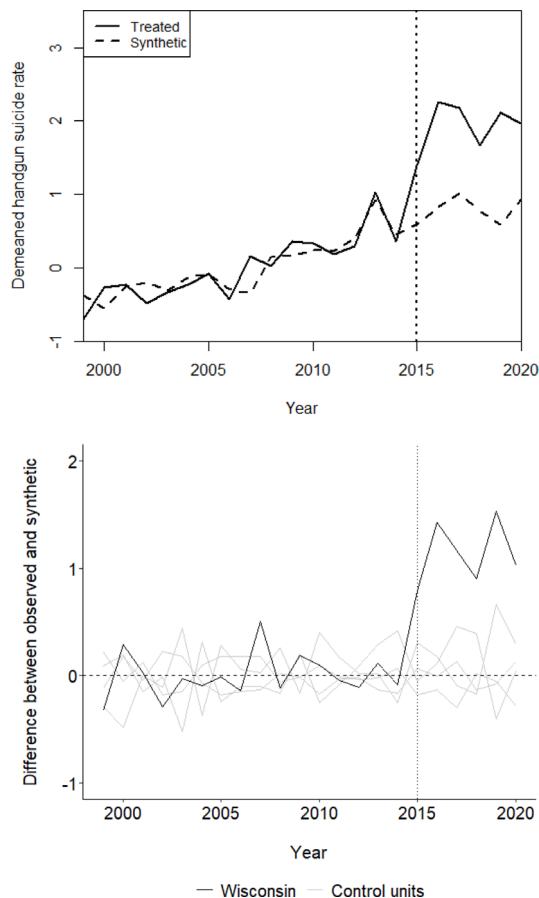 Treated
Synthetic
Demeaned handgun suicide rate
3
2
1
0
-1
2000 2005 2010 2015 2020
Year
Difference between observed and synthetic
2
1
0
-1
2000 2005 2010 2015 2020
Year
Wisconsin Control units